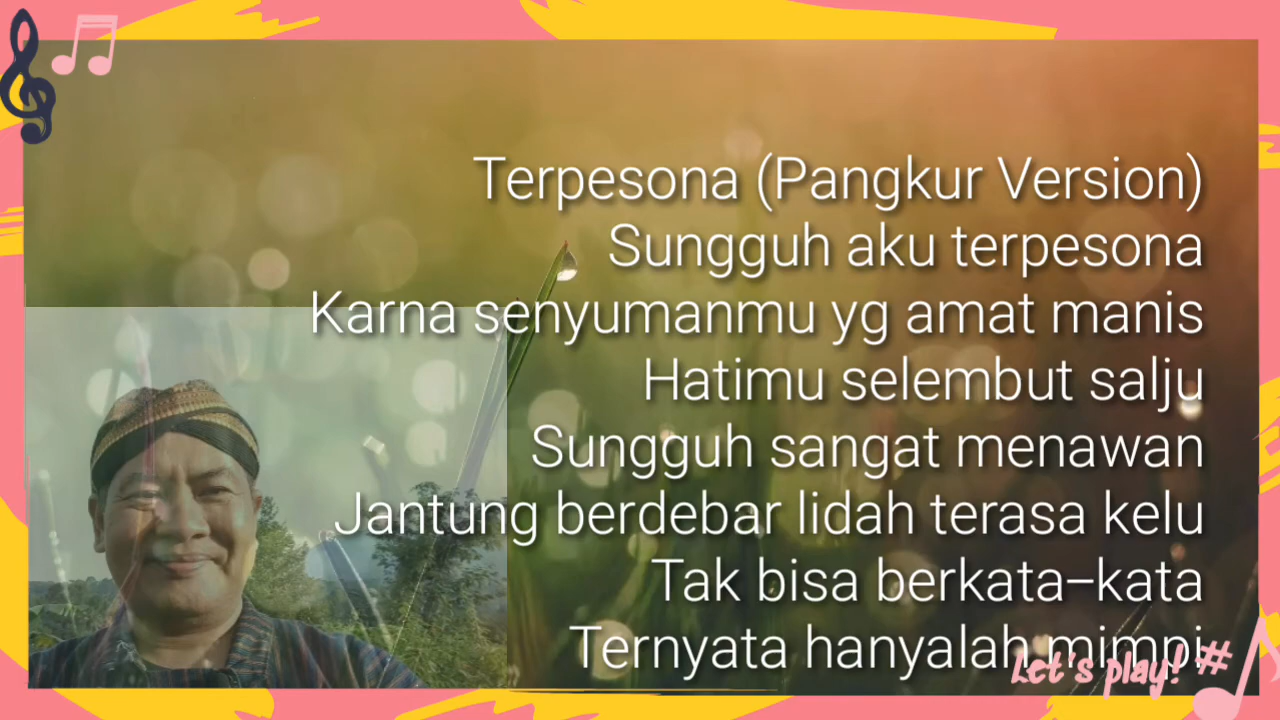 Terpesona (Pangkur Version)
Sungguh aku terpesona
Karna senyumanmu yg amat manis
Hatimu selembut salju
Sungguh sangat menawan
Jantung berdebar lidah terasa kelu
Tak bisa berkata–kata
Ternyata hanyalah mimpi
Let's play!